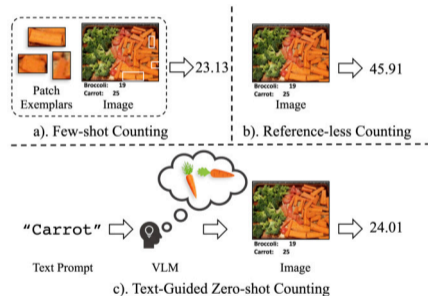 Patch
Exemplars
Broccoli: 19
Carrot: 25
Image
23.13
a). Few-shot Counting
Broccoli: 19
Carrot: 25
Image
45.91
b). Reference-less Counting
"Carrot"
Text Prompt
VLM
Broccoli: 19
Carrot: 25
Image
24.01
c). Text-Guided Zero-shot Counting